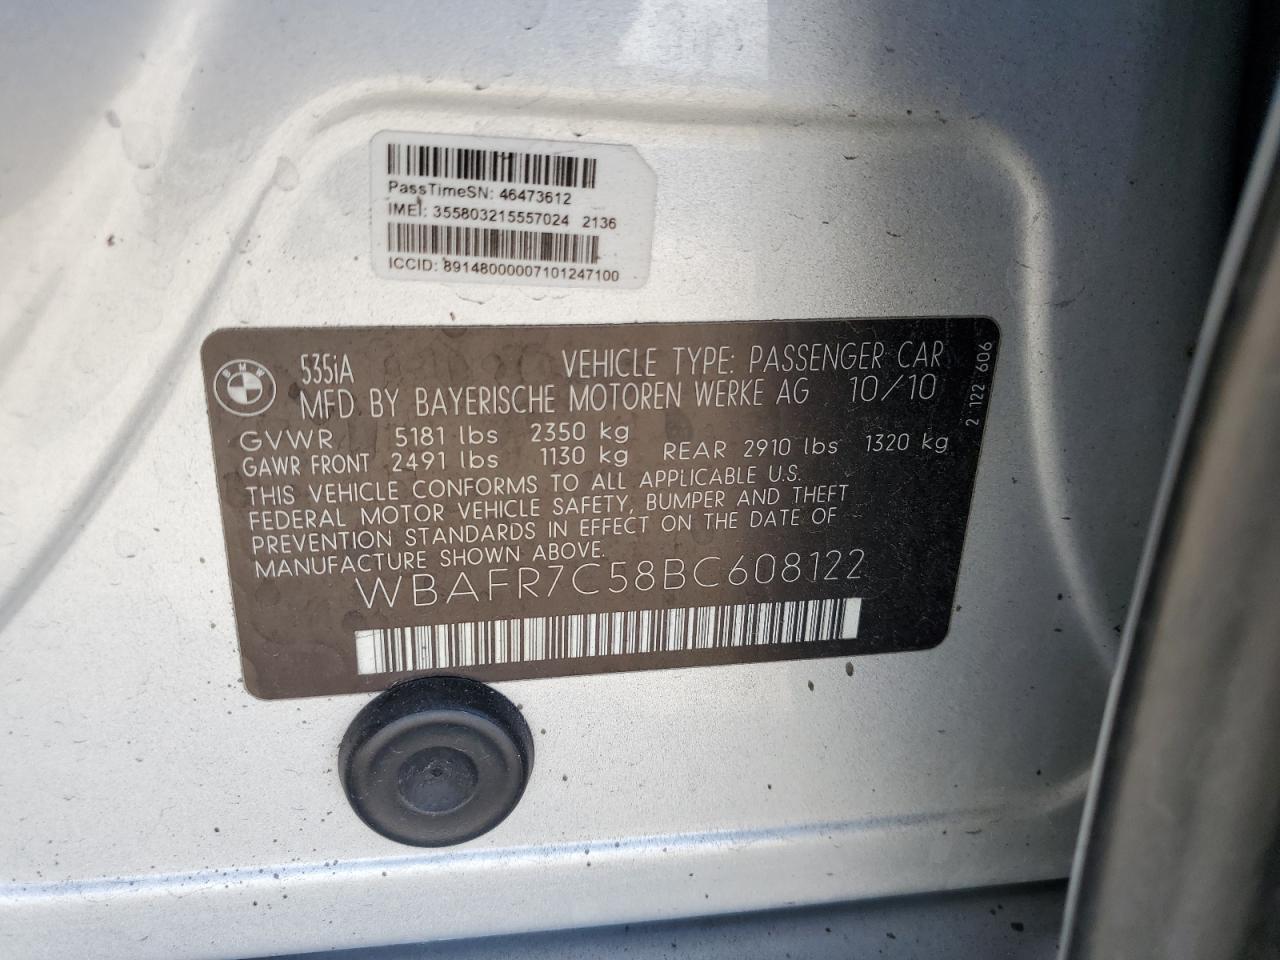 PassTimeSN: 46473612
IMEI: 355803215557024 2136
ICCID: 89148000007101247100
BMW
535iA VEHICLE TYPE: PASSENGER CAR
MFD BY BAYERISCHE MOTOREN WERKE AG 10/10
GVWR 5181 lbs 2350 kg
GAWR FRONT 2491 lbs 1130 kg REAR 2910 lbs 1320 kg
THIS VEHICLE CONFORMS TO ALL APPLICABLE U.S.
FEDERAL MOTOR VEHICLE SAFETY, BUMPER AND THEFT
PREVENTION STANDARDS IN EFFECT ON THE DATE OF
MANUFACTURE SHOWN ABOVE.
WBAFR7C58BC608122
2 122 606